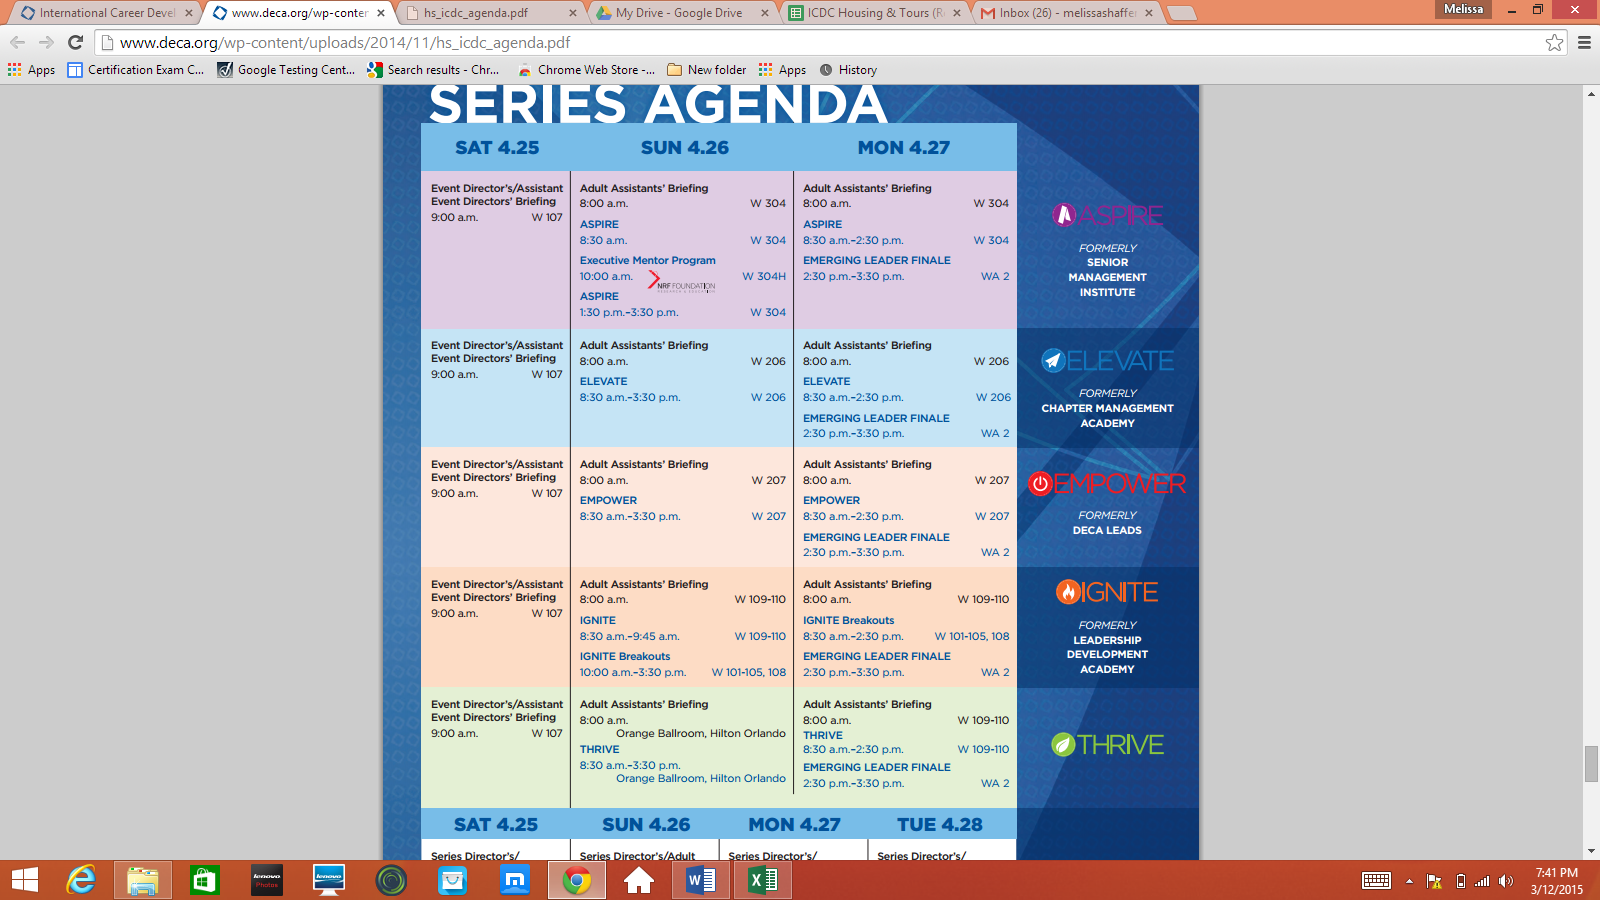 International Career Devel
www.deca.org/wp-conten
hs_icdc_agenda.pdf
My Drive - Google Drive
ICDC Housing & Tours (R
Inbox (26) - melissashaffe
Melissa
www.deca.org/wp-content/uploads/2014/11/hs_icdc_agenda.pdf
Apps
Certification Exam C...
Google Testing Cent...
Search results - Chr...
Chrome Web Store -...
New folder
Apps
History
SERIES AGENDA
SAT 4.25 SUN 4.26 MON 4.27
Event Director's/Assistant
Event Directors' Briefing
9:00 a.m. W 107
Adult Assistants' Briefing
8:00 a.m. W 304
ASPIRE
8:30 a.m. W 304
Executive Mentor Program
10:00 a.m. W 304H
NRF FOUNDATION
ASPIRE
1:30 p.m.–3:30 p.m. W 304
Adult Assistants' Briefing
8:00 a.m. W 304
ASPIRE
8:30 a.m.–2:30 p.m. W 304
EMERGING LEADER FINALE
2:30 p.m.–3:30 p.m. WA 2
ASPIRE
FORMERLY
SENIOR
MANAGEMENT
INSTITUTE
Event Director's/Assistant
Event Directors' Briefing
9:00 a.m. W 107
Adult Assistants' Briefing
8:00 a.m. W 206
ELEVATE
8:30 a.m.–3:30 p.m. W 206
Adult Assistants' Briefing
8:00 a.m. W 206
ELEVATE
8:30 a.m.–2:30 p.m. W 206
EMERGING LEADER FINALE
2:30 p.m.–3:30 p.m. WA 2
ELEVATE
FORMERLY
CHAPTER MANAGEMENT
ACADEMY
Event Director's/Assistant
Event Directors' Briefing
9:00 a.m. W 107
Adult Assistants' Briefing
8:00 a.m. W 207
EMPOWER
8:30 a.m.–3:30 p.m. W 207
Adult Assistants' Briefing
8:00 a.m. W 207
EMPOWER
8:30 a.m.–2:30 p.m. W 207
EMERGING LEADER FINALE
2:30 p.m.–3:30 p.m. WA 2
EMPOWER
FORMERLY
DECA LEADS
Event Director's/Assistant
Event Directors' Briefing
9:00 a.m. W 107
Adult Assistants' Briefing
8:00 a.m. W 109-110
IGNITE
8:30 a.m.–9:45 a.m. W 109-110
IGNITE Breakouts
10:00 a.m.–3:30 p.m. W 101-105, 108
Adult Assistants' Briefing
8:00 a.m. W 109-110
IGNITE Breakouts
8:30 a.m.–2:30 p.m. W 101-105, 108
EMERGING LEADER FINALE
2:30 p.m.–3:30 p.m. WA 2
IGNITE
FORMERLY
LEADERSHIP
DEVELOPMENT
ACADEMY
Event Director's/Assistant
Event Directors' Briefing
9:00 a.m. W 107
Adult Assistants' Briefing
8:00 a.m.
Orange Ballroom, Hilton Orlando
THRIVE
8:30 a.m.–3:30 p.m.
Orange Ballroom, Hilton Orlando
Adult Assistants' Briefing
8:00 a.m. W 109-110
THRIVE
8:30 a.m.–2:30 p.m. W 109-110
EMERGING LEADER FINALE
2:30 p.m.–3:30 p.m. WA 2
THRIVE
SAT 4.25 SUN 4.26 MON 4.27 TUE 4.28
Series Director's/ Series Director's/Adult Series Director's/ Series Director's/
lenovo
Photos
lenovo
7:41 PM
3/12/2015